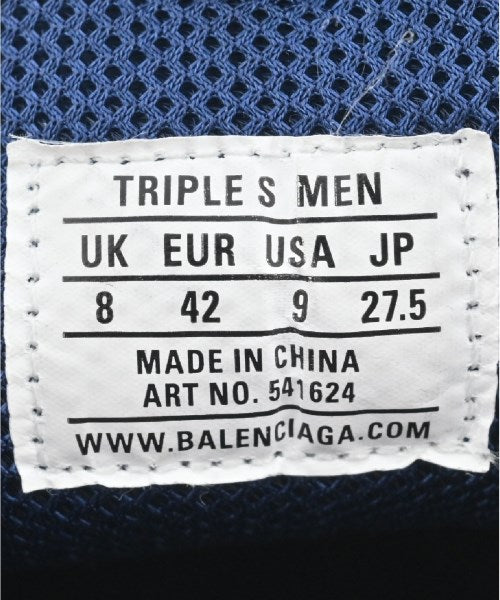 TRIPLE S MEN
UK EUR USA JP
8 42 9 27.5
MADE IN CHINA
ART NO. 541624
WWW.BALENCIAGA.COM